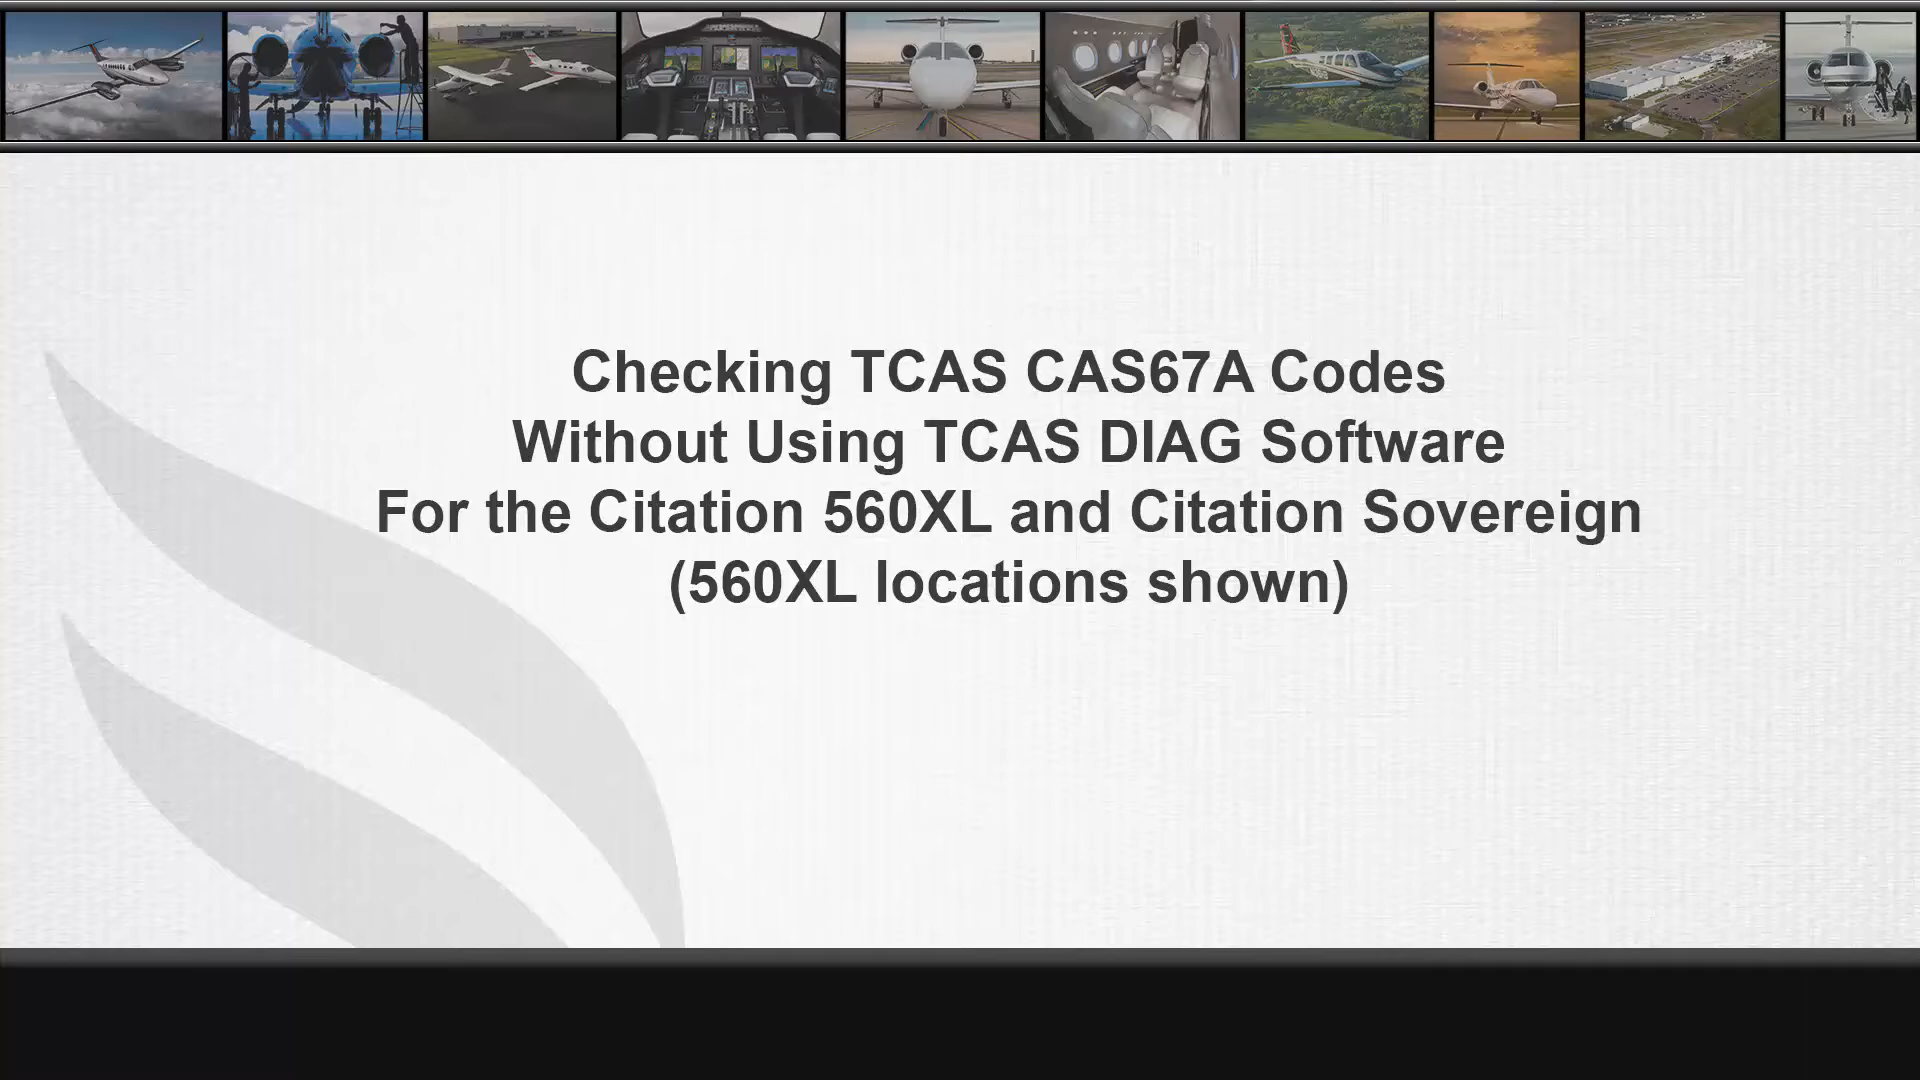 Checking TCAS CAS67A Codes
Without Using TCAS DIAG Software
For the Citation 560XL and Citation Sovereign
(560XL locations shown)